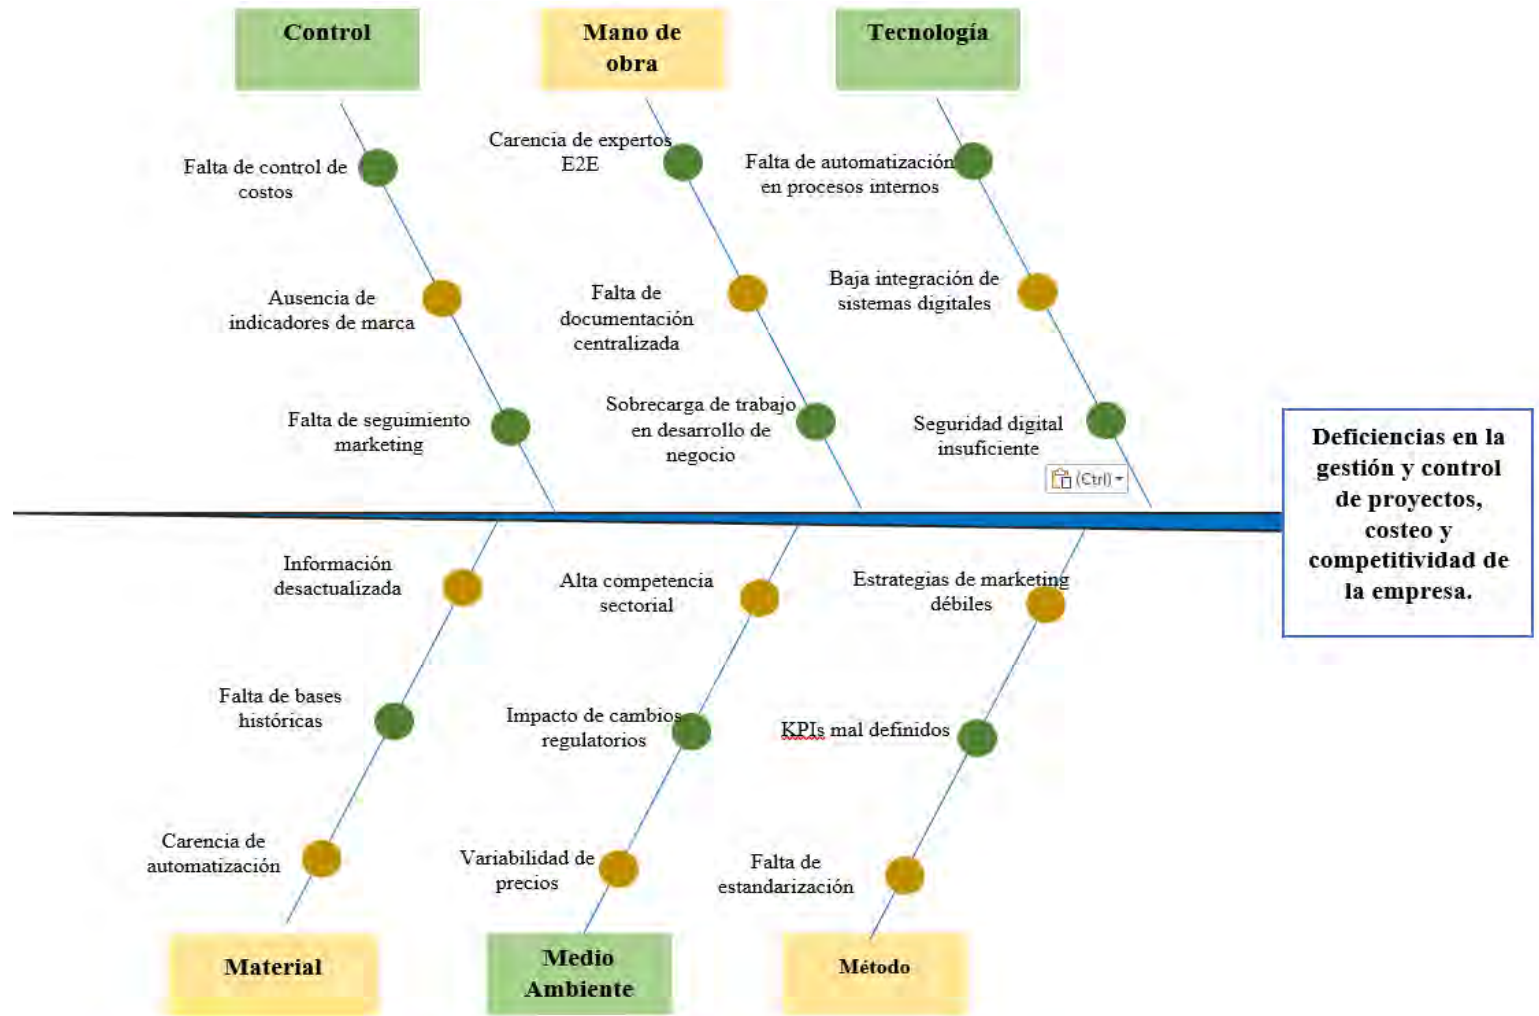 Control
Mano de
obra
Tecnología
Falta de control de
costos
Ausencia de
indicadores de marca
Falta de seguimiento
marketing
Carencia de expertos
E2E
Falta de
documentación
centralizada
Sobrecarga de trabajo
en desarrollo de
negocio
Falta de automatización
en procesos internos
Baja integración de
sistemas digitales
Seguridad digital
insuficiente
(Ctrl)
Deficiencias en la
gestión y control
de proyectos,
costeo y
competitividad de
la empresa.
Información
desactualizada
Falta de bases
históricas
Carencia de
automatización
Alta competencia
sectorial
Impacto de cambios
regulatorios
Variabilidad de
precios
Estrategias de marketing
débiles
KPIs mal definidos
Falta de
estandarización
Material
Medio
Ambiente
Método